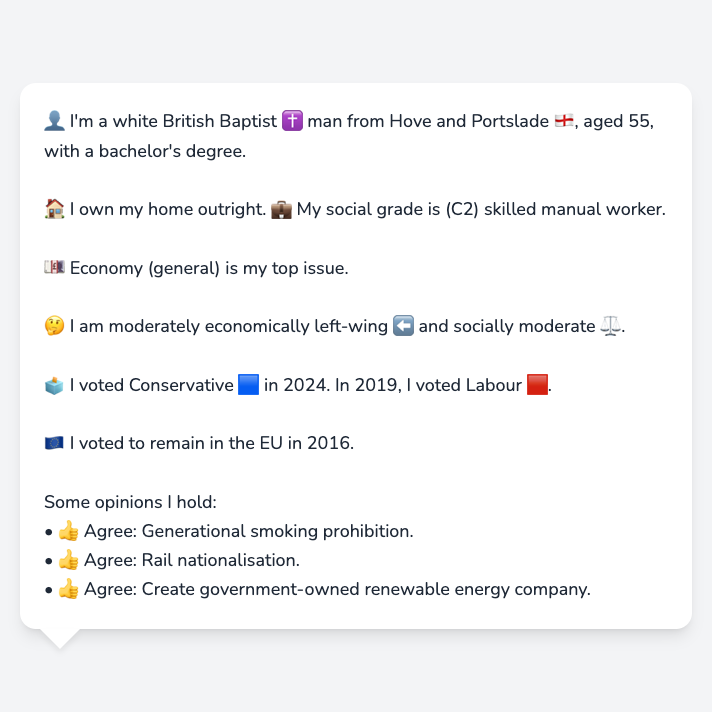 👤 I'm a white British Baptist ✝️ man from Hove and Portslade 🏴󠁧󠁢󠁥󠁮󠁧󠁿, aged 55,
with a bachelor's degree.
🏠 I own my home outright. 💼 My social grade is (C2) skilled manual worker.
💷 Economy (general) is my top issue.
🤔 I am moderately economically left-wing ⬅️ and socially moderate ⚖️.
🗳️ I voted Conservative 🟦 in 2024. In 2019, I voted Labour 🟥.
🇪🇺 I voted to remain in the EU in 2016.
Some opinions I hold:
• 👍 Agree: Generational smoking prohibition.
• 👍 Agree: Rail nationalisation.
• 👍 Agree: Create government-owned renewable energy company.